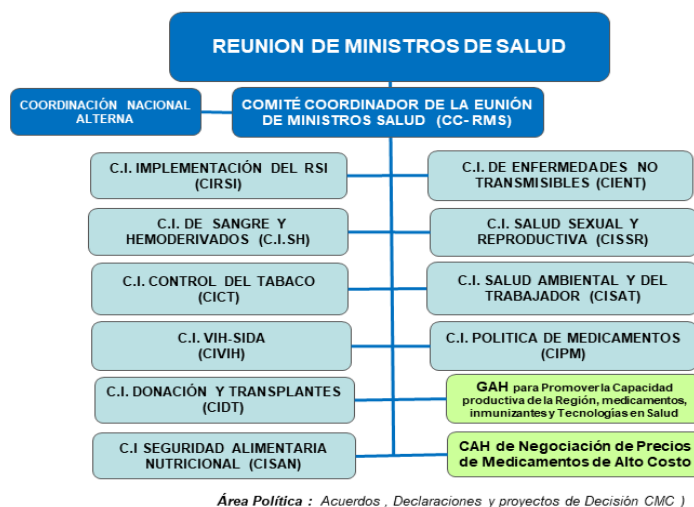 REUNION DE MINISTROS DE SALUD
COORDINACIÓN NACIONAL
ALTERNA
COMITÉ COORDINADOR DE LA EUNIÓN
DE MINISTROS SALUD (CC- RMS)
C.I. IMPLEMENTACIÓN DEL RSI
(CIRSI)
C.I. DE ENFERMEDADES NO
TRANSMISIBLES (CIENT)
C.I. DE SANGRE Y
HEMODERIVADOS (C.I.SH)
C.I. SALUD SEXUAL Y
REPRODUCTIVA (CISSR)
C.I. CONTROL DEL TABACO
(CICT)
C.I. SALUD AMBIENTAL Y DEL
TRABAJADOR (CISAT)
C.I. VIH-SIDA
(CIVIH)
C.I. POLITICA DE MEDICAMENTOS
(CIPM)
C.I. DONACIÓN Y TRANSPLANTES
(CIDT)
GAH para Promover la Capacidad
productiva de la Región, medicamentos,
inmunizantes y Tecnologías en Salud
C.I SEGURIDAD ALIMENTARIA
NUTRICIONAL (CISAN)
CAH de Negociación de Precios
de Medicamentos de Alto Costo
Área Política : Acuerdos , Declaraciones y proyectos de Decisión CMC )